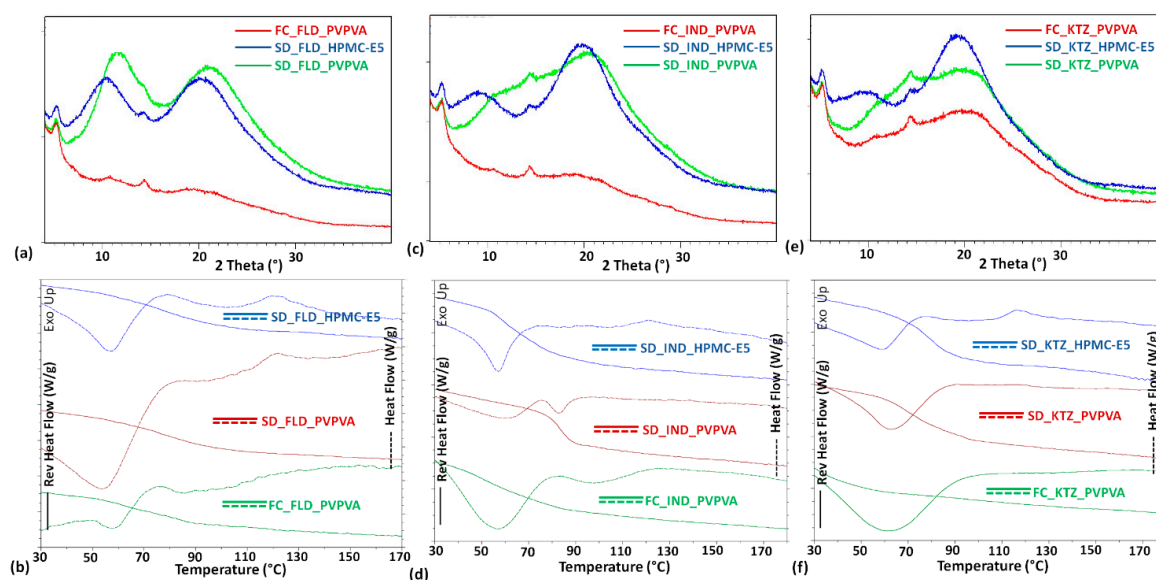 FC_FLD_PVPVA
SD_FLD_HPMC-E5
SD_FLD_PVPVA
10
20
30
(a)
2 Theta (°)
FC_IND_PVPVA
SD_IND_HPMC-E5
SD_IND_PVPVA
10
20
30
(c)
2 Theta (°)
FC_KTZ_PVPVA
SD_KTZ_HPMC-E5
SD_KTZ_PVPVA
10
20
30
(e)
2 Theta (°)
Exo Up
Rev Heat Flow (W/g)
SD_FLD_HPMC-E5
SD_FLD_PVPVA
FC_FLD_PVPVA
Heat Flow (W/g)
30 50 70 90 110 130 150 170
(b)
Temperature (°C)
Exo Up
Rev Heat Flow (W/g)
SD_IND_HPMC-E5
SD_IND_PVPVA
FC_IND_PVPVA
Heat Flow (W/g)
30 50 70 90 110 130 150 170
(d)
Temperature (°C)
Exo Up
Rev Heat Flow (W/g)
SD_KTZ_HPMC-E5
SD_KTZ_PVPVA
FC_KTZ_PVPVA
Heat Flow (W/g)
30 50 70 90 110 130 150 170
(f)
Temperature (°C)